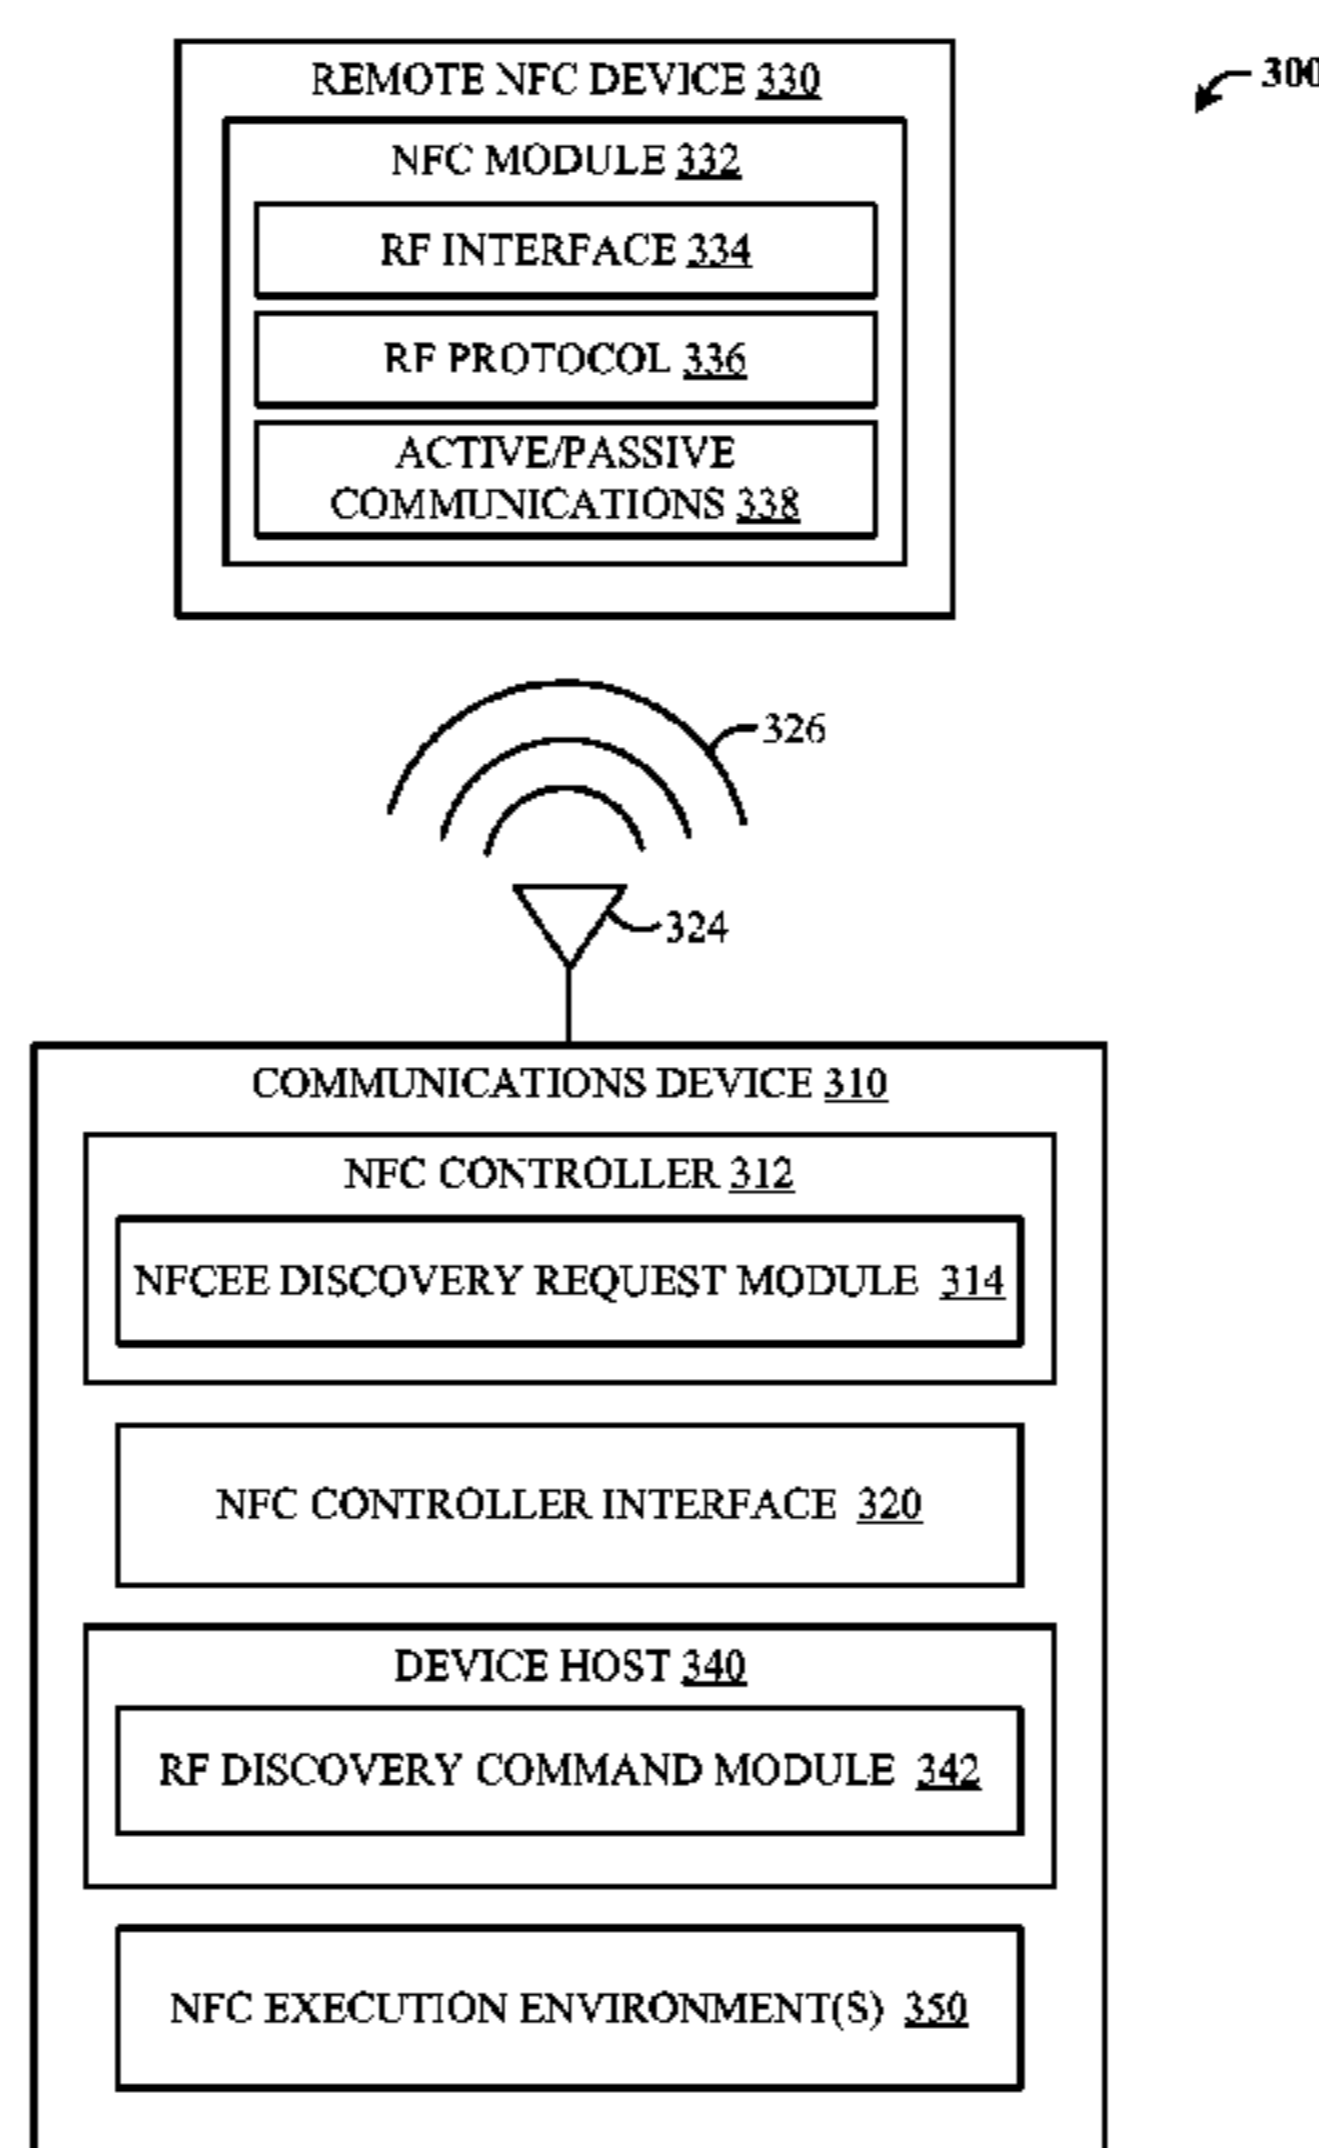 REMOTE NFC DEVICE 330
300
NFC MODULE 332
RF INTERFACE 334
RF PROTOCOL 336
ACTIVE/PASSIVE
COMMUNICATIONS 338
326
324
COMMUNICATIONS DEVICE 310
NFC CONTROLLER 312
NFCEE DISCOVERY REQUEST MODULE 314
NFC CONTROLLER INTERFACE 320
DEVICE HOST 340
RF DISCOVERY COMMAND MODULE 342
NFC EXECUTION ENVIRONMENT(S) 350